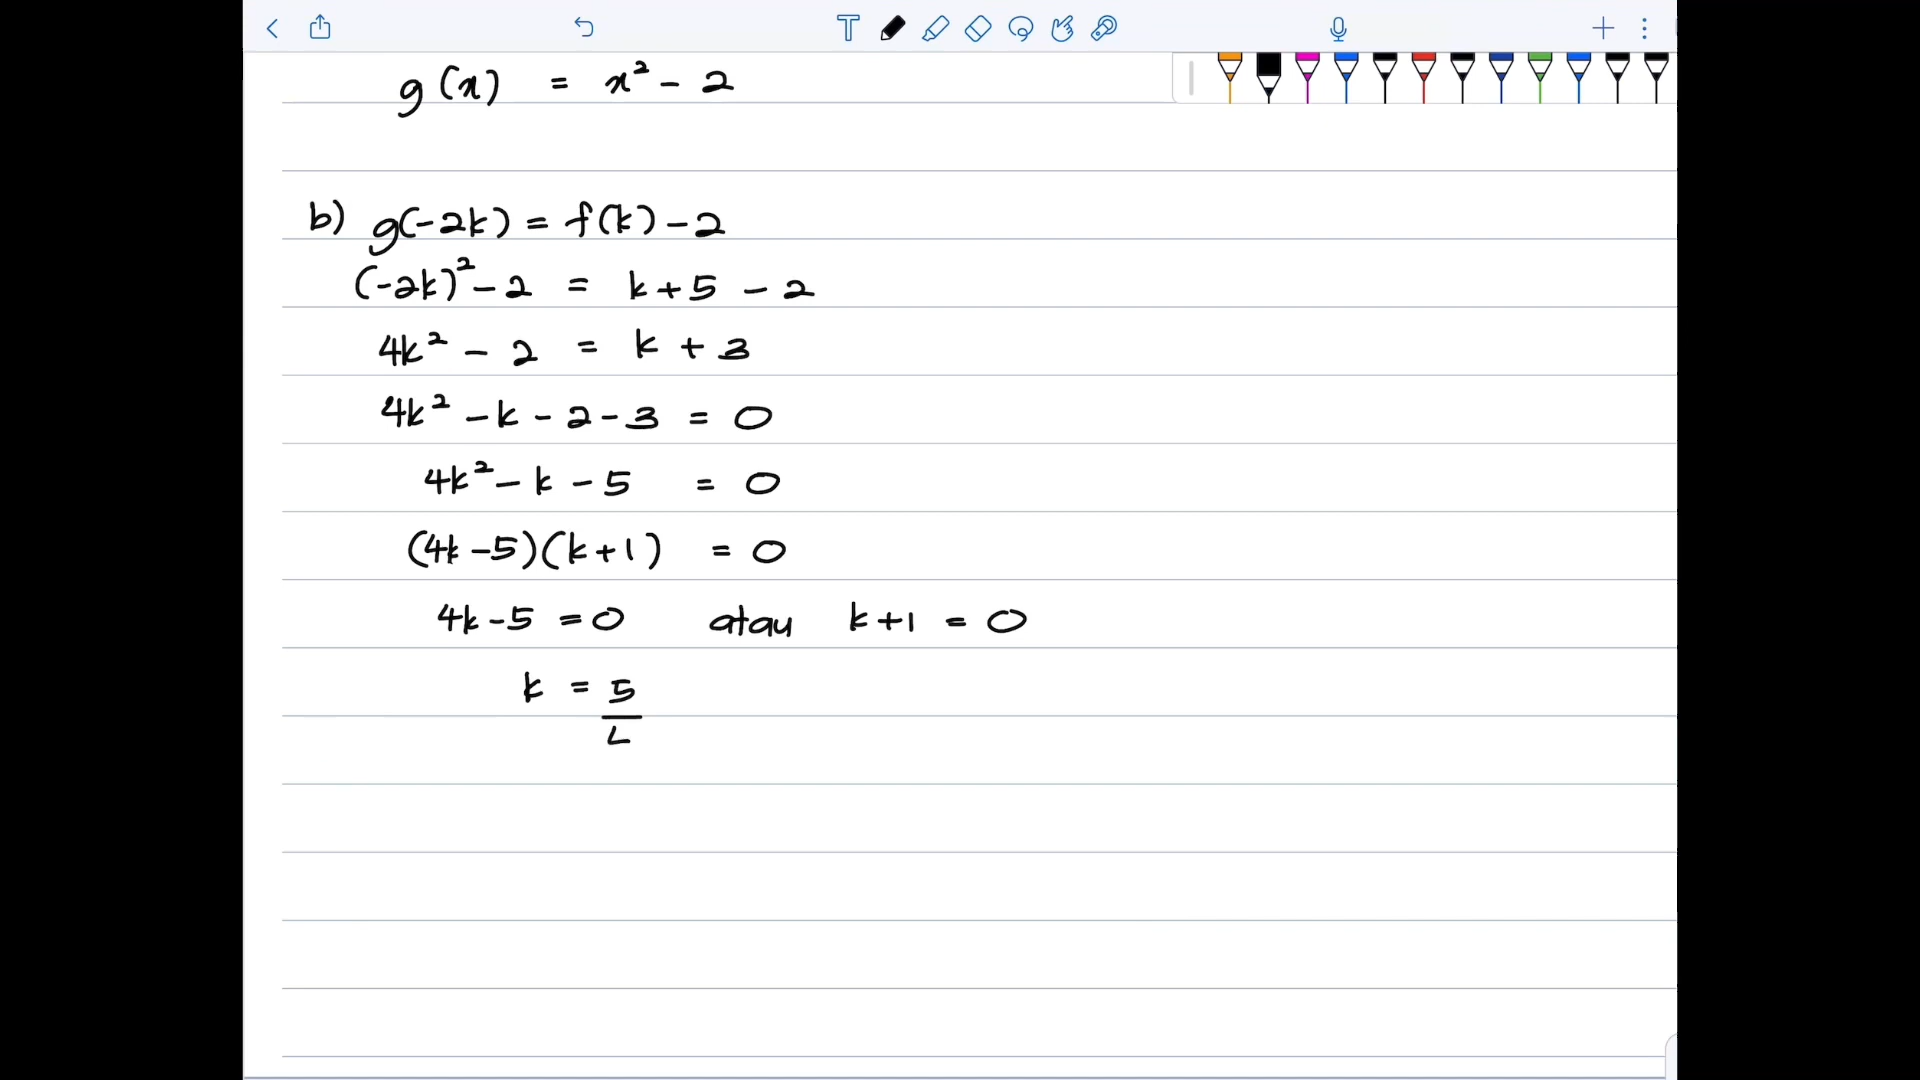 g(x) = x² - 2
b) g(-2k) = f(k) - 2
(-2k)² - 2 = k + 5 - 2
4k² - 2 = k + 3
4k² - k - 2 - 3 = 0
4k² - k - 5 = 0
(4k - 5)(k + 1) = 0
4k - 5 = 0 atau k + 1 = 0
k = 5/